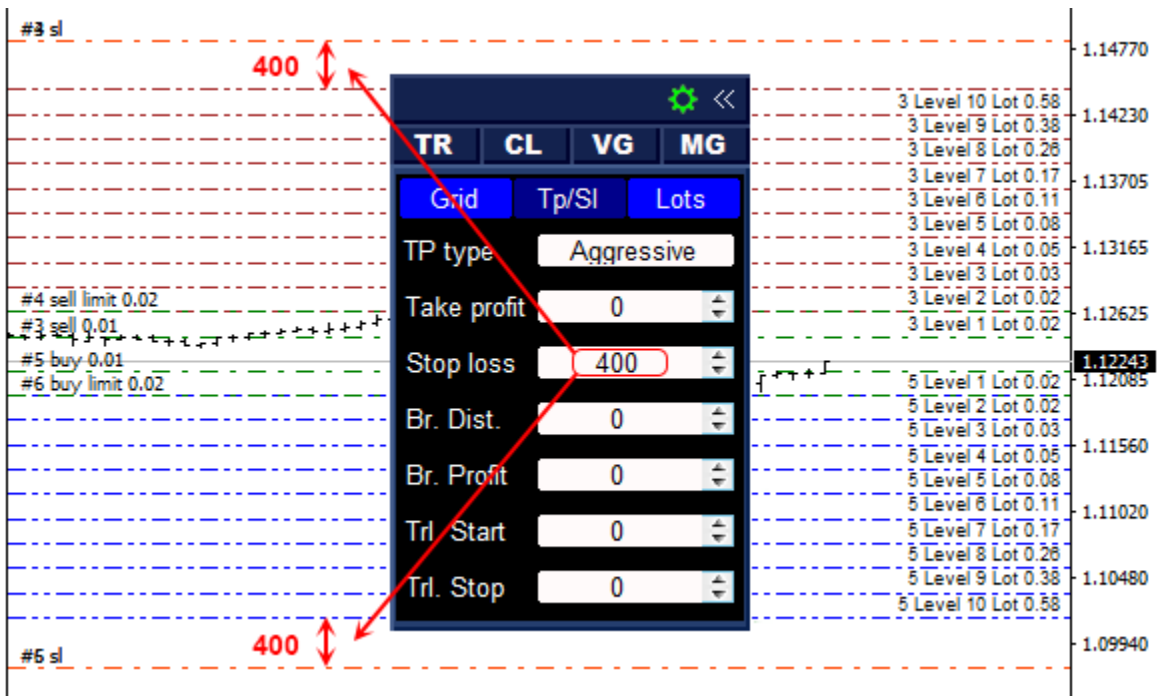 #3 sl
400
1.14770
TR CL VG MG
Grid Tp/Sl Lots
TP type Aggressive
Take profit 0
Stop loss 400
Br. Dist. 0
Br. Profit 0
Trl. Start 0
Trl. Stop 0
3 Level 10 Lot 0.58
1.14230
3 Level 9 Lot 0.38
3 Level 8 Lot 0.26
3 Level 7 Lot 0.17
1.13705
3 Level 6 Lot 0.11
3 Level 5 Lot 0.08
3 Level 4 Lot 0.05
1.13165
3 Level 3 Lot 0.03
3 Level 2 Lot 0.02
1.12625
3 Level 1 Lot 0.02
#4 sell limit 0.02
#3 sell 0.01
#5 buy 0.01
#6 buy limit 0.02
1.12243
1.12085
5 Level 1 Lot 0.02
5 Level 2 Lot 0.02
5 Level 3 Lot 0.03
1.11560
5 Level 4 Lot 0.05
5 Level 5 Lot 0.08
5 Level 6 Lot 0.11
1.11020
5 Level 7 Lot 0.17
5 Level 8 Lot 0.26
5 Level 9 Lot 0.38
1.10480
5 Level 10 Lot 0.58
400
1.09940
sl